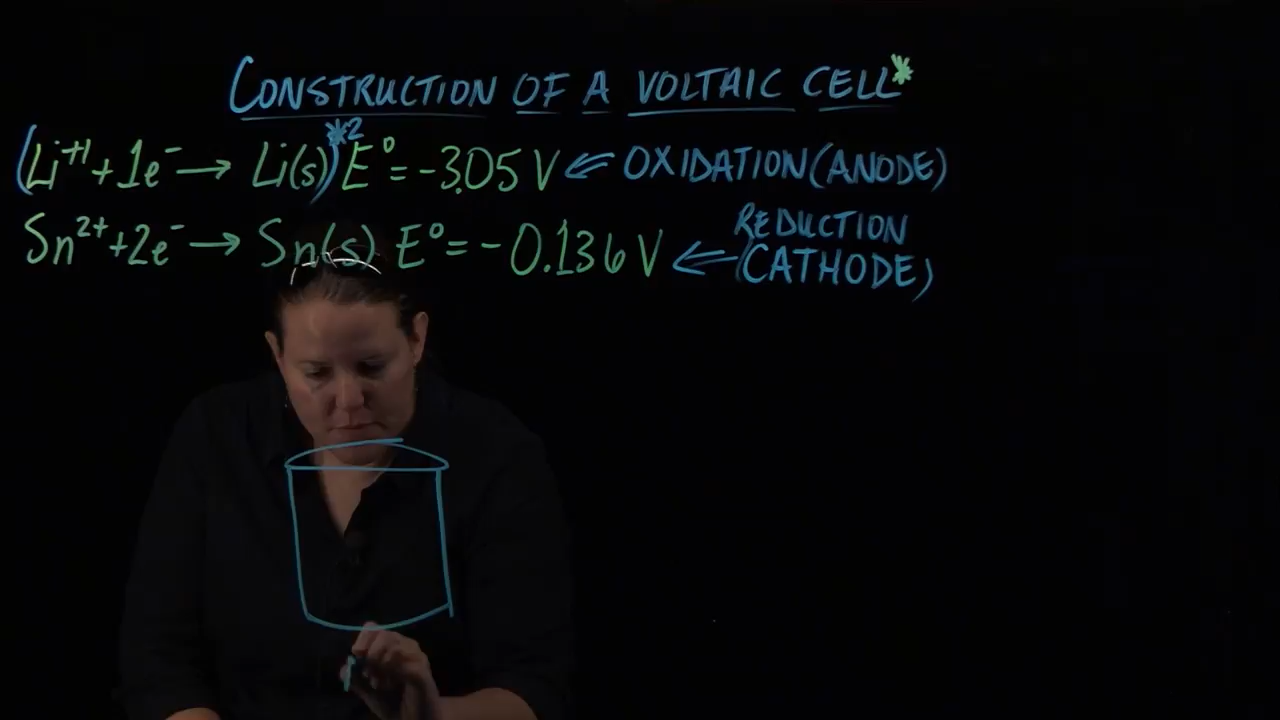 CONSTRUCTION OF A VOLTAIC CELL*
(Li⁺¹+1e⁻→Li(s))*2 E°=-3.05 V ⇐ OXIDATION(ANODE)
Sn²⁺+2e⁻→Sn(s) E°=-0.136 V ⇐ REDUCTION
(CATHODE)